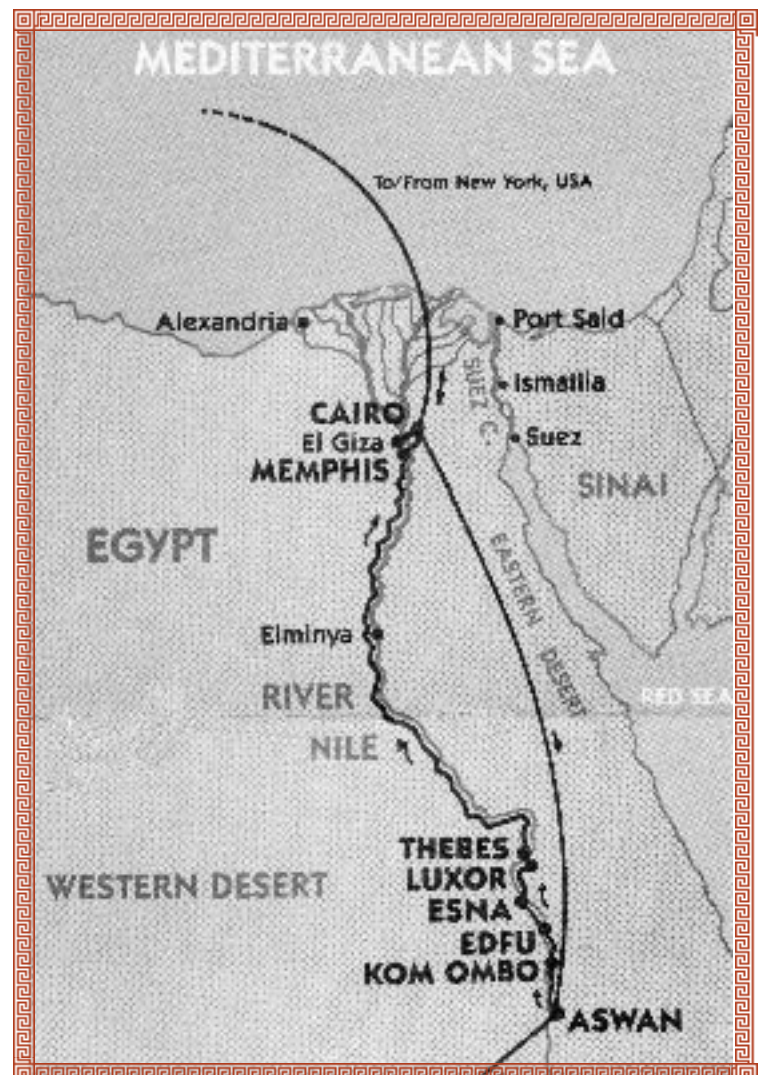 MEDITERRANEAN SEA
To/From New York, USA
Alexandria
Port Said
SUEZ C.
Ismailia
CAIRO
El Giza
Suez
MEMPHIS
SINAI
EGYPT
EASTERN DESERT
Elminya
RIVER
RED SEA
NILE
THEBES
LUXOR
WESTERN DESERT
ESNA
EDFU
KOM OMBO
ASWAN